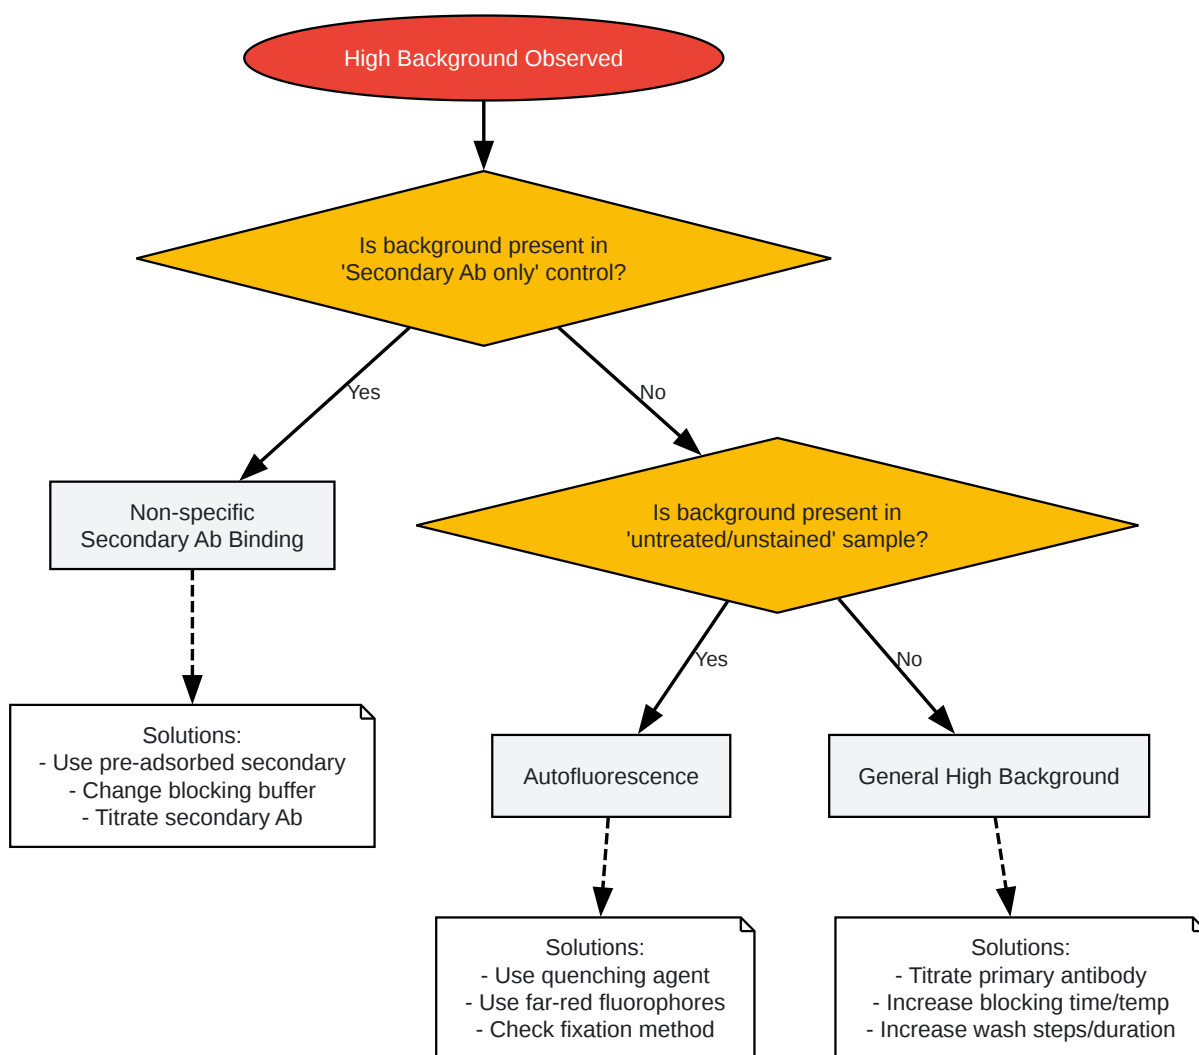 High Background Observed
Is background present in
'Secondary Ab only' control?
Yes
No
Non-specific
Secondary Ab Binding
Is background present in
'untreated/unstained' sample?
Yes
No
Solutions:
- Use pre-adsorbed secondary
- Change blocking buffer
- Titrate secondary Ab
Autofluorescence
General High Background
Solutions:
- Use quenching agent
- Use far-red fluorophores
- Check fixation method
Solutions:
- Titrate primary antibody
- Increase blocking time/temp
- Increase wash steps/duration